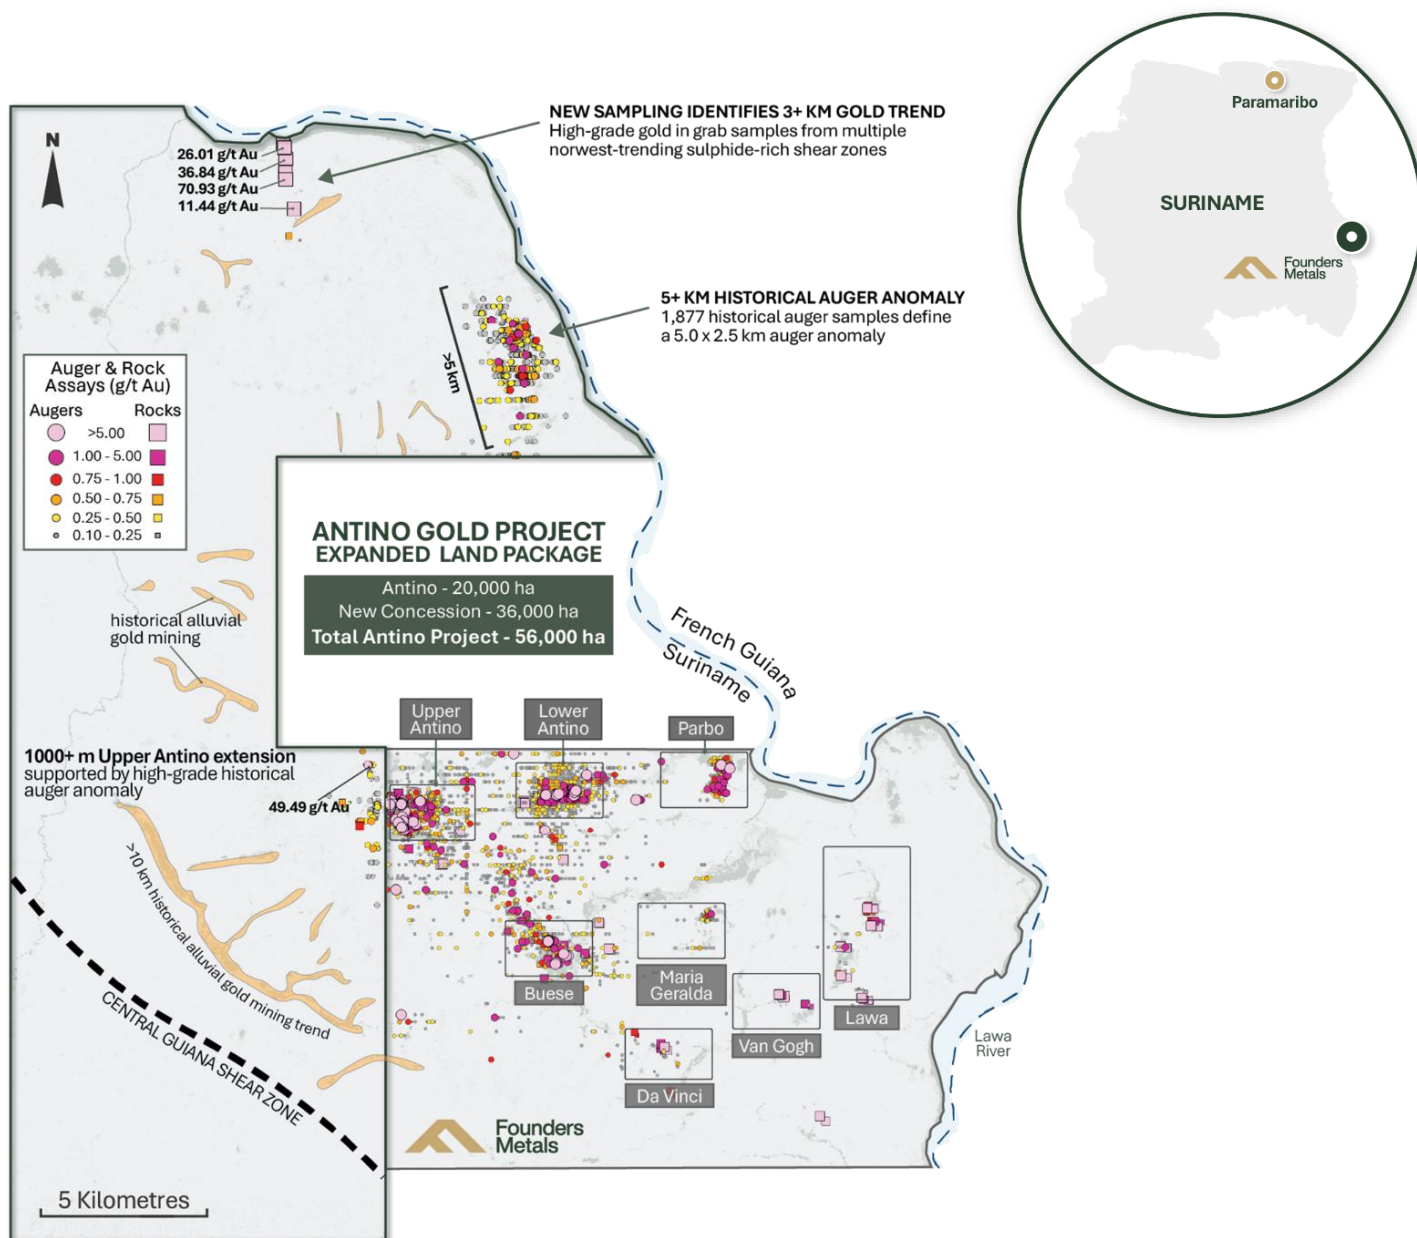 Paramaribo
SURINAME
Founders
Metals
NEW SAMPLING IDENTIFIES 3+ KM GOLD TREND
High-grade gold in grab samples from multiple
norwest-trending sulphide-rich shear zones
N
26.01 g/t Au
36.84 g/t Au
70.93 g/t Au
11.44 g/t Au
5+ KM HISTORICAL AUGER ANOMALY
1,877 historical auger samples define
a 5.0 x 2.5 km auger anomaly
>5 km
Auger & Rock
Assays (g/t Au)
Augers Rocks
>5.00
1.00 - 5.00
0.75 - 1.00
0.50 - 0.75
0.25 - 0.50
0.10 - 0.25
ANTINO GOLD PROJECT
EXPANDED LAND PACKAGE
Antino - 20,000 ha
New Concession - 36,000 ha
Total Antino Project - 56,000 ha
historical alluvial
gold mining
French Guiana
Suriname
Upper
Antino
Lower
Antino
Parbo
1000+ m Upper Antino extension
supported by high-grade historical
auger anomaly
49.49 g/t Au
>10 km historical alluvial gold mining trend
CENTRAL GUIANA SHEAR ZONE
Buese
Maria
Geralda
Lawa
Van Gogh
Da Vinci
Lawa
River
Founders
Metals
5 Kilometres